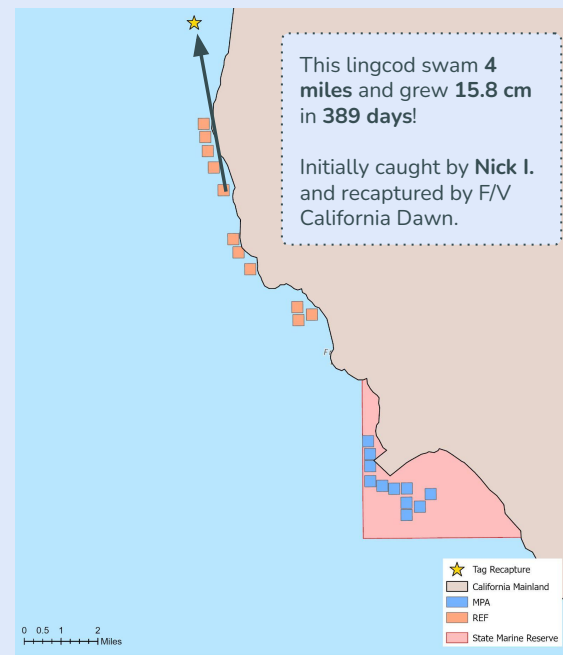 This lingcod swam 4
miles and grew 15.8 cm
in 389 days!
Initially caught by Nick I.
and recaptured by F/V
California Dawn.
Tag Recapture
California Mainland
MPA
REF
State Marine Reserve
0 0.5 1 2
Miles